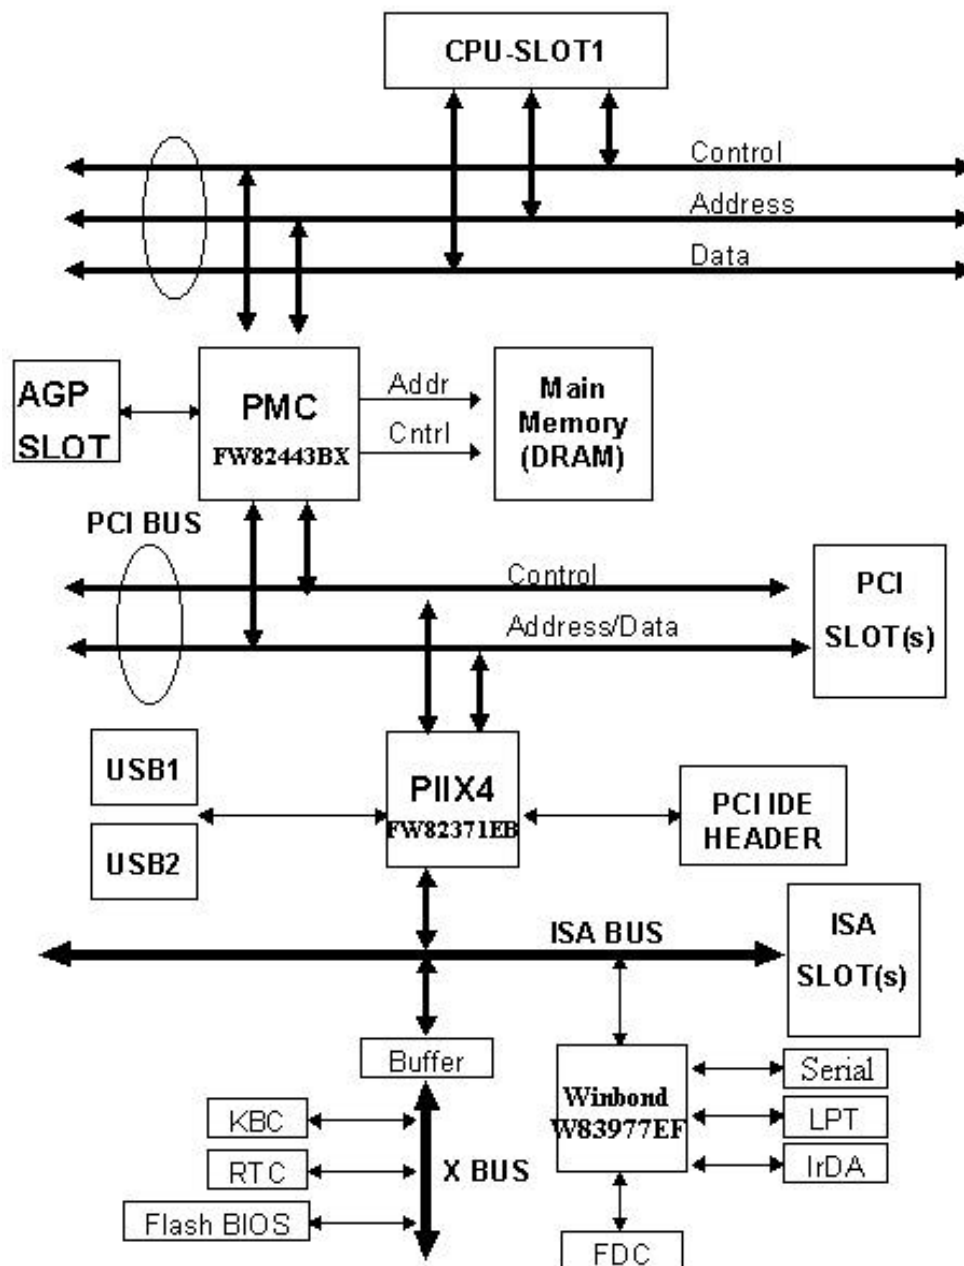 CPU-SLOT1
Control
Address
Data
AGP
SLOT
PMC
FW82443BX
Addr
Cntrl
Main
Memory
(DRAM)
PCI BUS
Control
Address/Data
PCI
SLOT(s)
USB1
USB2
PIIX4
FW82371EB
PCI IDE
HEADER
ISA BUS
ISA
SLOT(s)
Buffer
KBC
RTC
Flash BIOS
X BUS
Winbond
W83977EF
Serial
LPT
IrDA
FDC